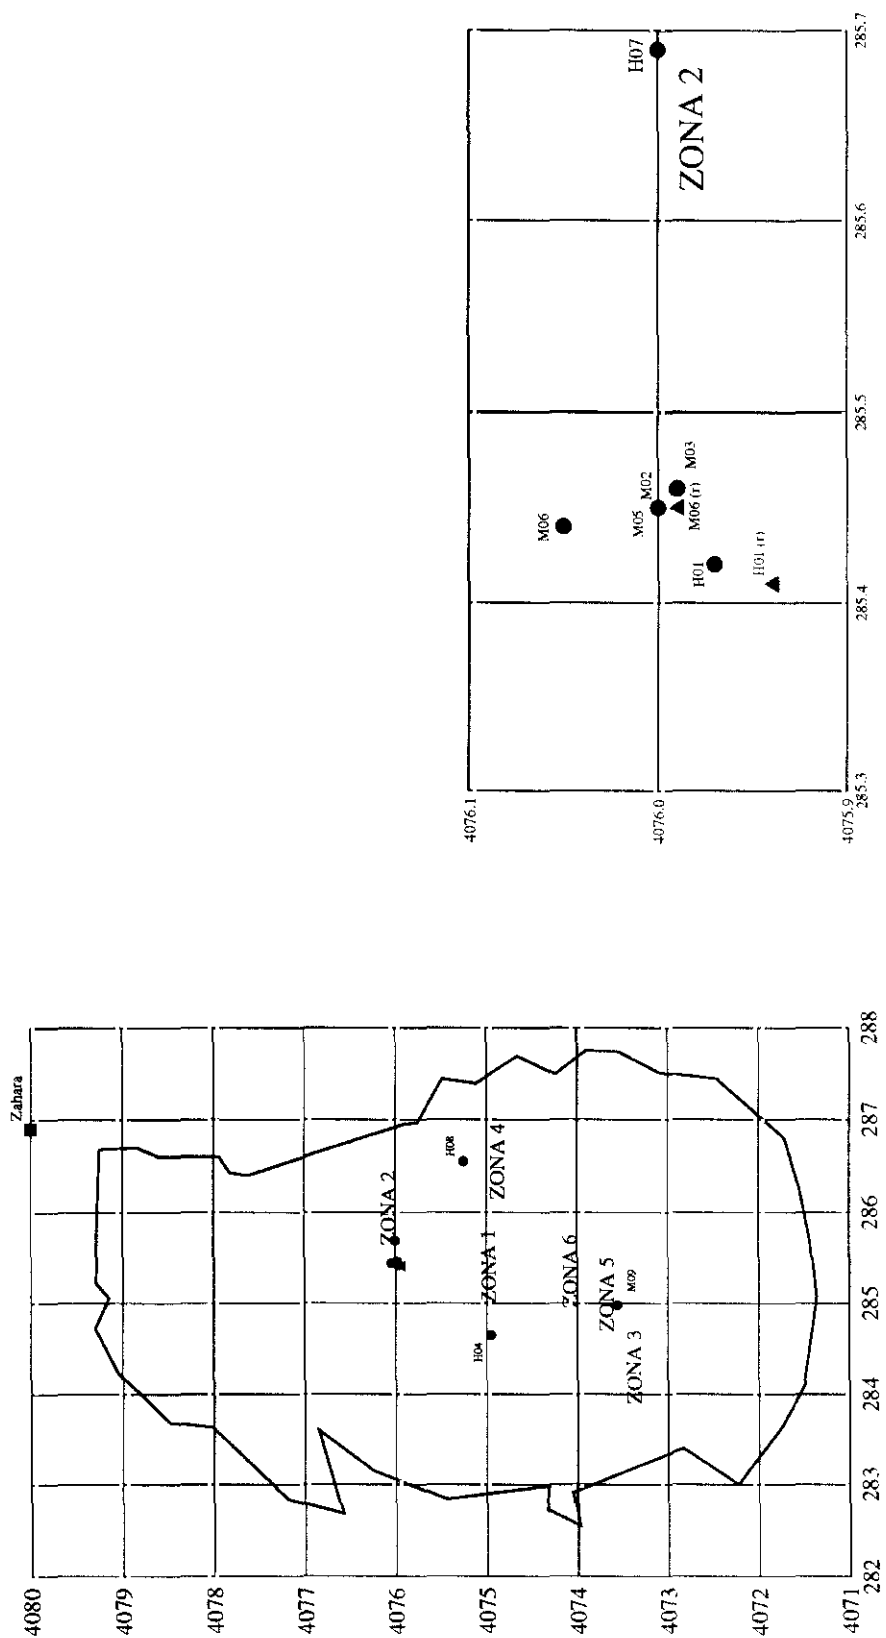 285.7
285.6
285.5
285.4
285.3
4076.1
4076.0
4075.9
H07
ZONA 2
M06
M05
M02
M03
M06 (r)
H01
H01 (r)
Zahara
288
287
286
285
284
283
282
4080
4079
4078
4077
4076
4075
4074
4073
4072
4071
ZONA 2
H08
ZONA 4
ZONA 1
H04
ZONA 6
ZONA 5
M09
ZONA 3